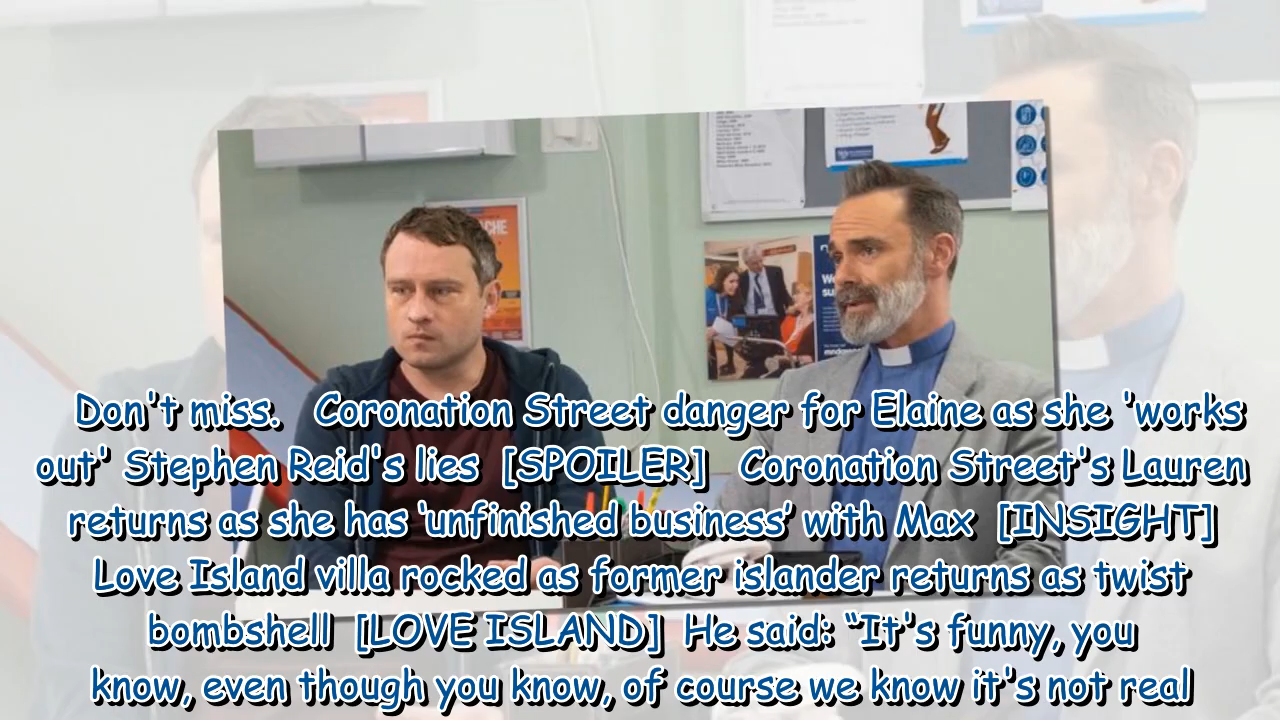 ACHE
Don't miss. Coronation Street danger for Elaine as she 'works
out' Stephen Reid's lies [SPOILER] Coronation Street's Lauren
returns as she has ‘unfinished business’ with Max [INSIGHT]
Love Island villa rocked as former islander returns as twist
bombshell [LOVE ISLAND] He said: “It's funny, you
know, even though you know, of course we know it's not real